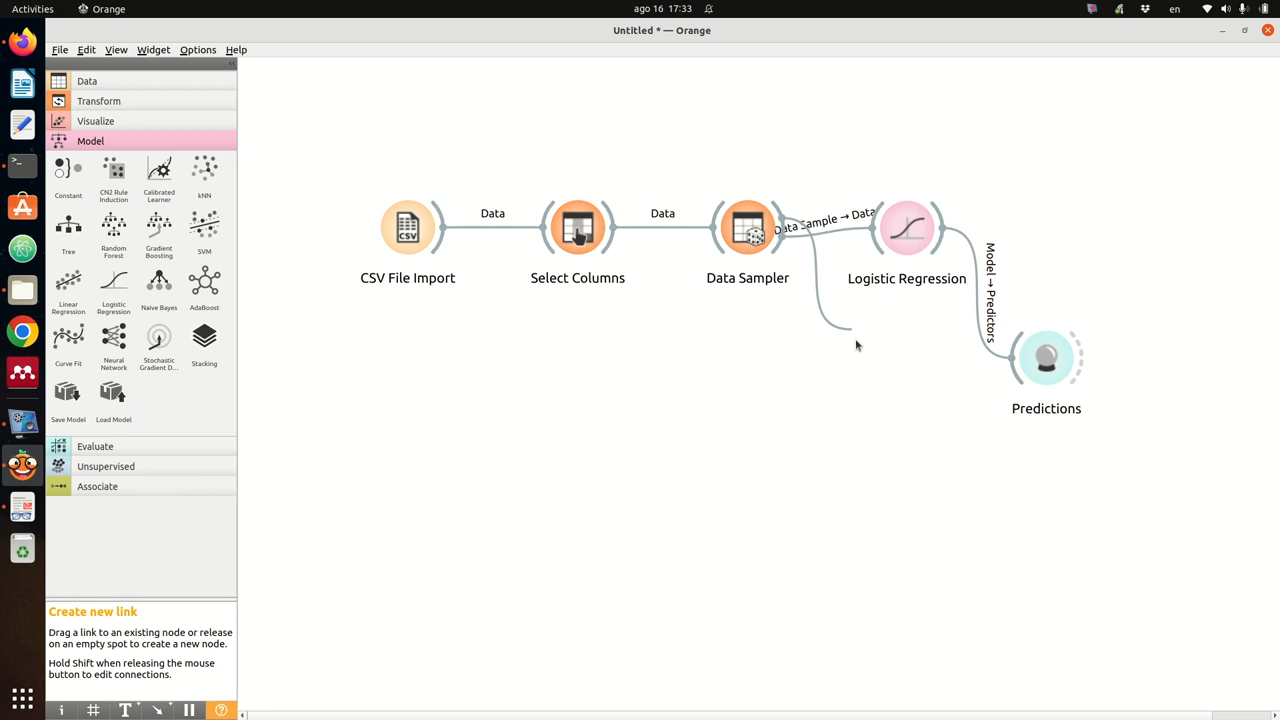 Activities
Orange
ago 16 17:33
en
Untitled * — Orange
File Edit View Widget Options Help
Data
Transform
Visualize
Model
Constant
CN2 Rule
Induction
Calibrated
Learner
kNN
Tree
Random
Forest
Gradient
Boosting
SVM
Linear
Regression
Logistic
Regression
Naive Bayes
AdaBoost
Curve Fit
Neural
Network
Stochastic
Gradient D...
Stacking
Save Model
Load Model
Evaluate
Unsupervised
Associate
Create new link
Drag a link to an existing node or release
on an empty spot to create a new node.
Hold Shift when releasing the mouse
button to edit connections.
CSV
CSV File Import
Data
Select Columns
Data
Data Sampler
Data Sample → Data
Logistic Regression
Model → Predictors
Predictions